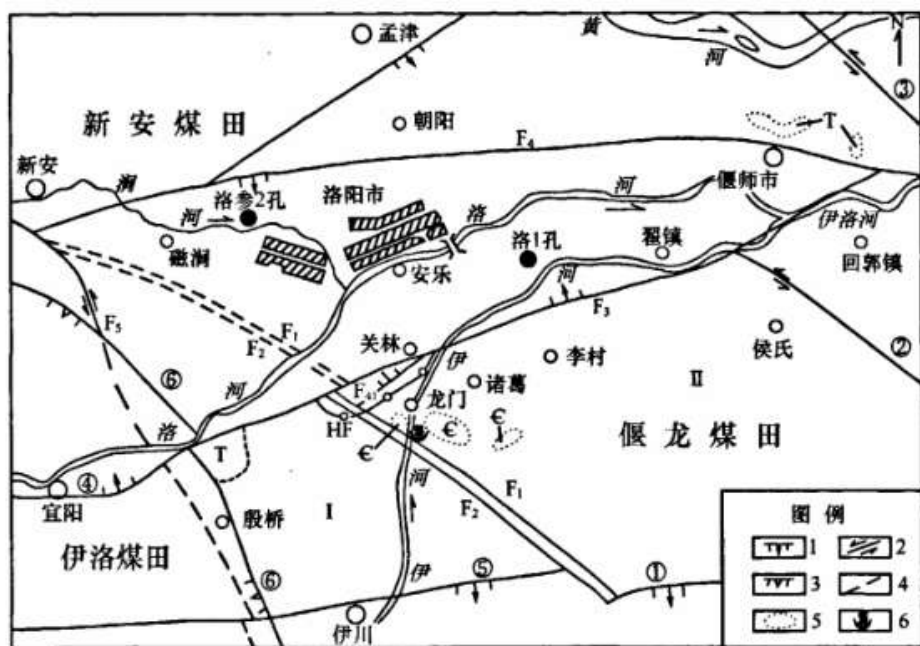 孟津
黄
河
N
新安煤田
③
朝阳
T
F₄
新安
涧
河
洛参2孔
洛阳市
洛
河
偃师市
伊洛河
磁涧
安乐
洛1孔
翟镇
回郭镇
F₅
F₂
F₁
河
F₃
⑥
关林
李村
侯氏
②
河
伊
诸葛
Ⅱ
F₄₁
龙门
洛
HF
Є
Є
Є
偃龙煤田
T
④
宜阳
殷桥
Ⅰ
河
F₂
F₁
伊洛煤田
⑥
伊
⑤
①
伊川
图例
1
2
3
4
5
6